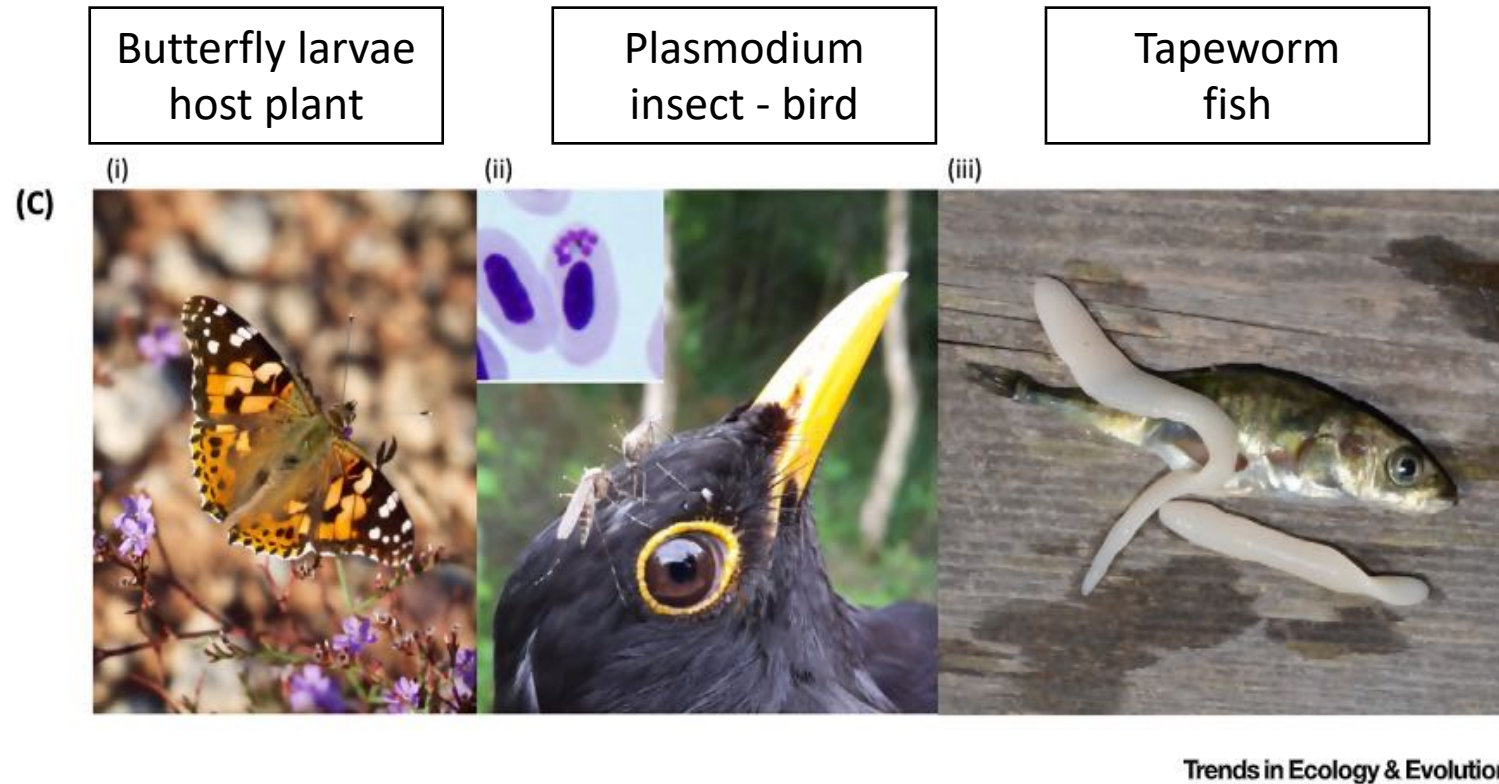 Butterfly larvae
host plant
Plasmodium
insect - bird
Tapeworm
fish
(i)
(ii)
(iii)
(C)
Trends in Ecology & Evolution